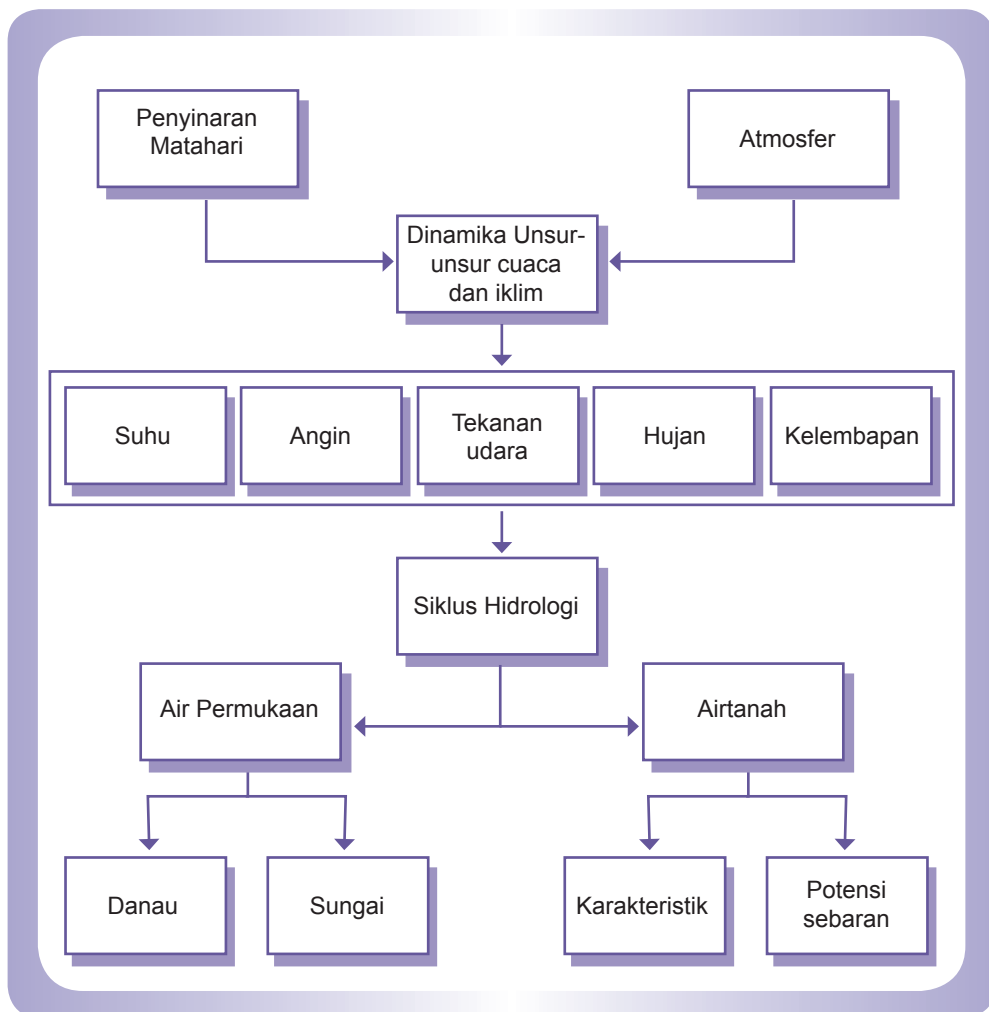 Penyinaran
Matahari
Atmosfer
Dinamika Unsur-
unsur cuaca
dan iklim
Suhu
Angin
Tekanan
udara
Hujan
Kelembapan
Siklus Hidrologi
Air Permukaan
Airtanah
Danau
Sungai
Karakteristik
Potensi
sebaran